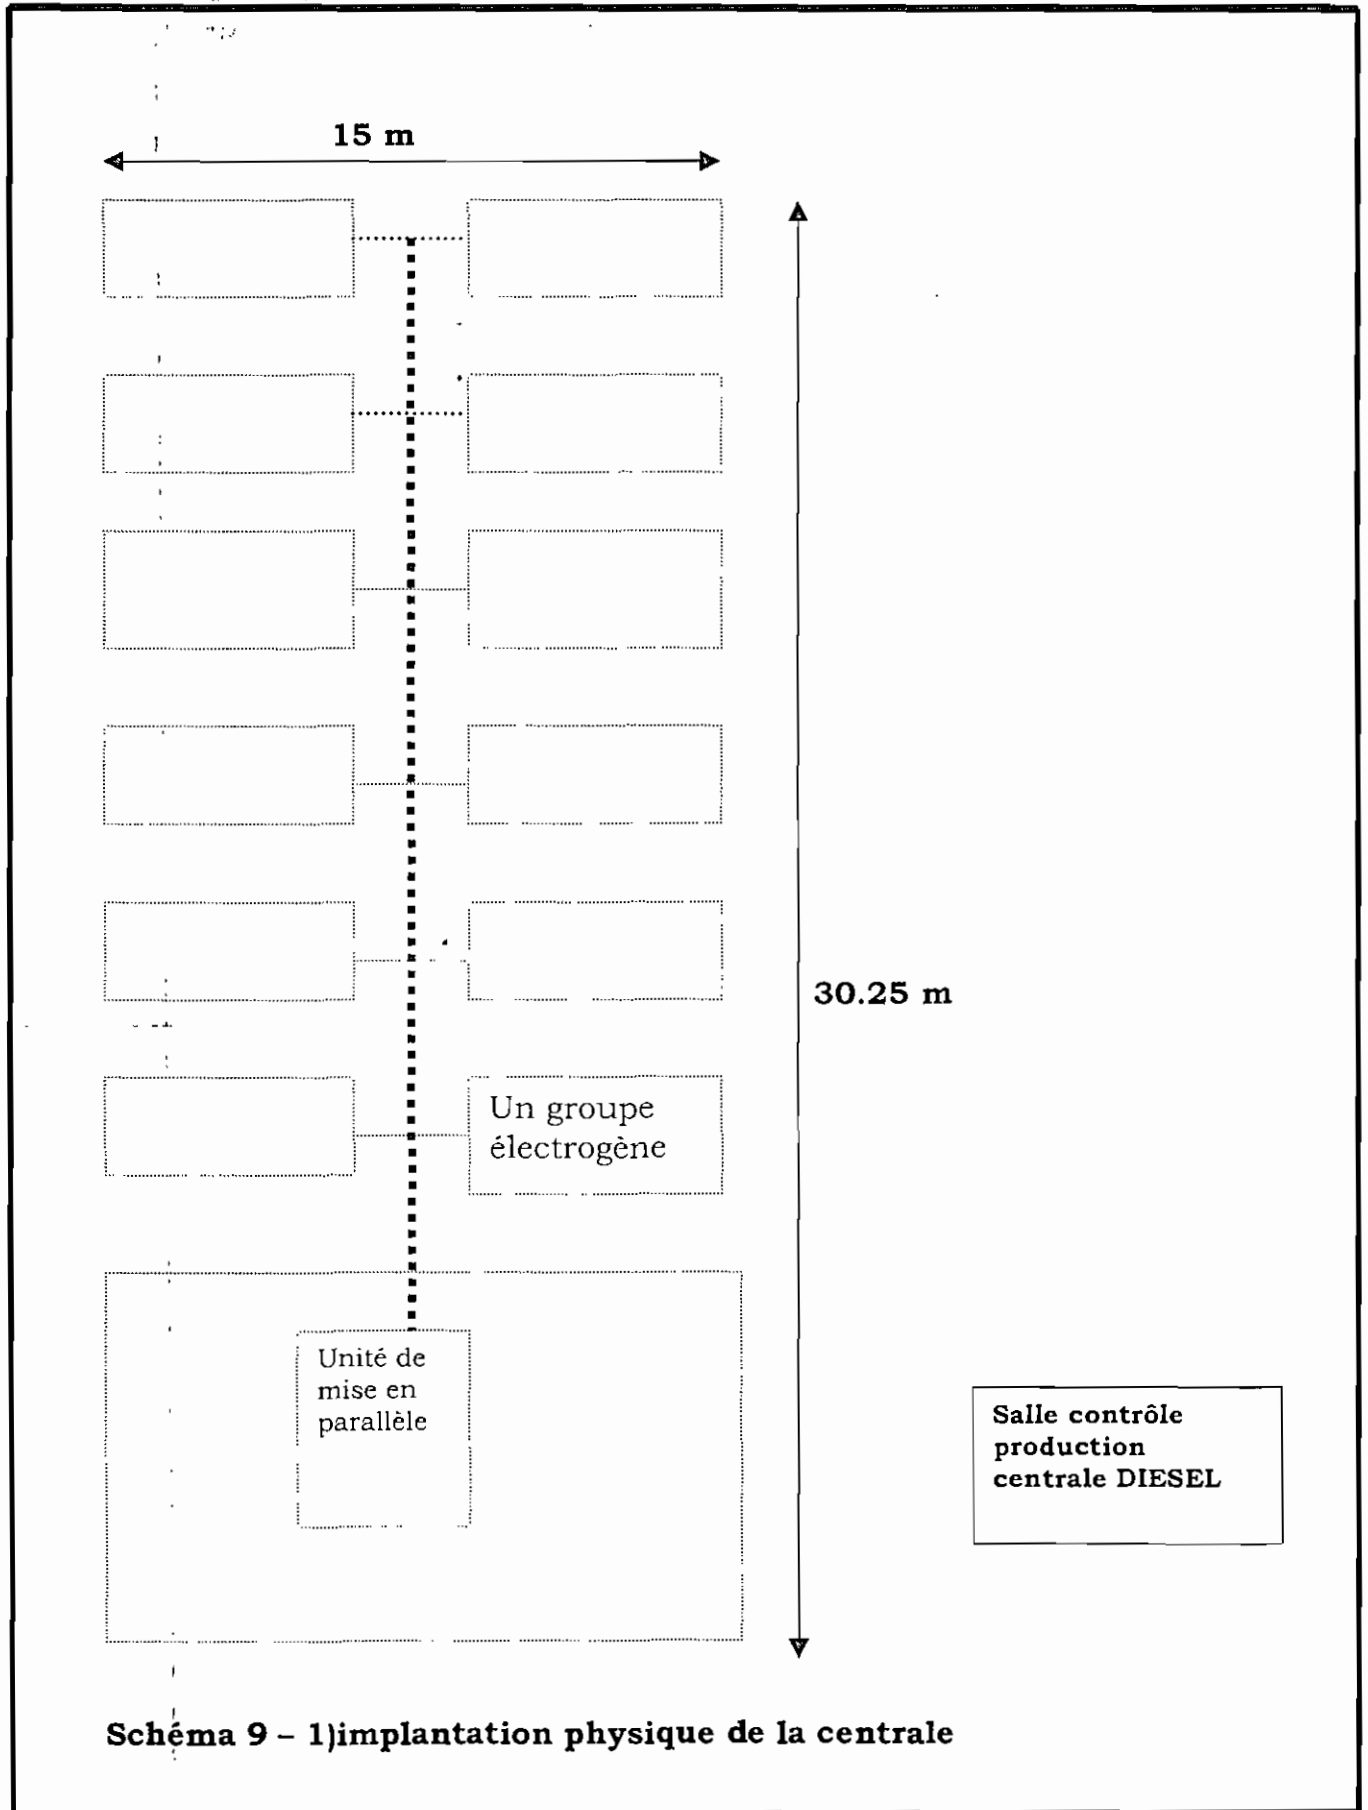 15 m
30.25 m
Un groupe
électrogène
Unité de
mise en
parallèle
Salle contrôle
production
centrale DIESEL
Schéma 9 – 1)implantation physique de la centrale